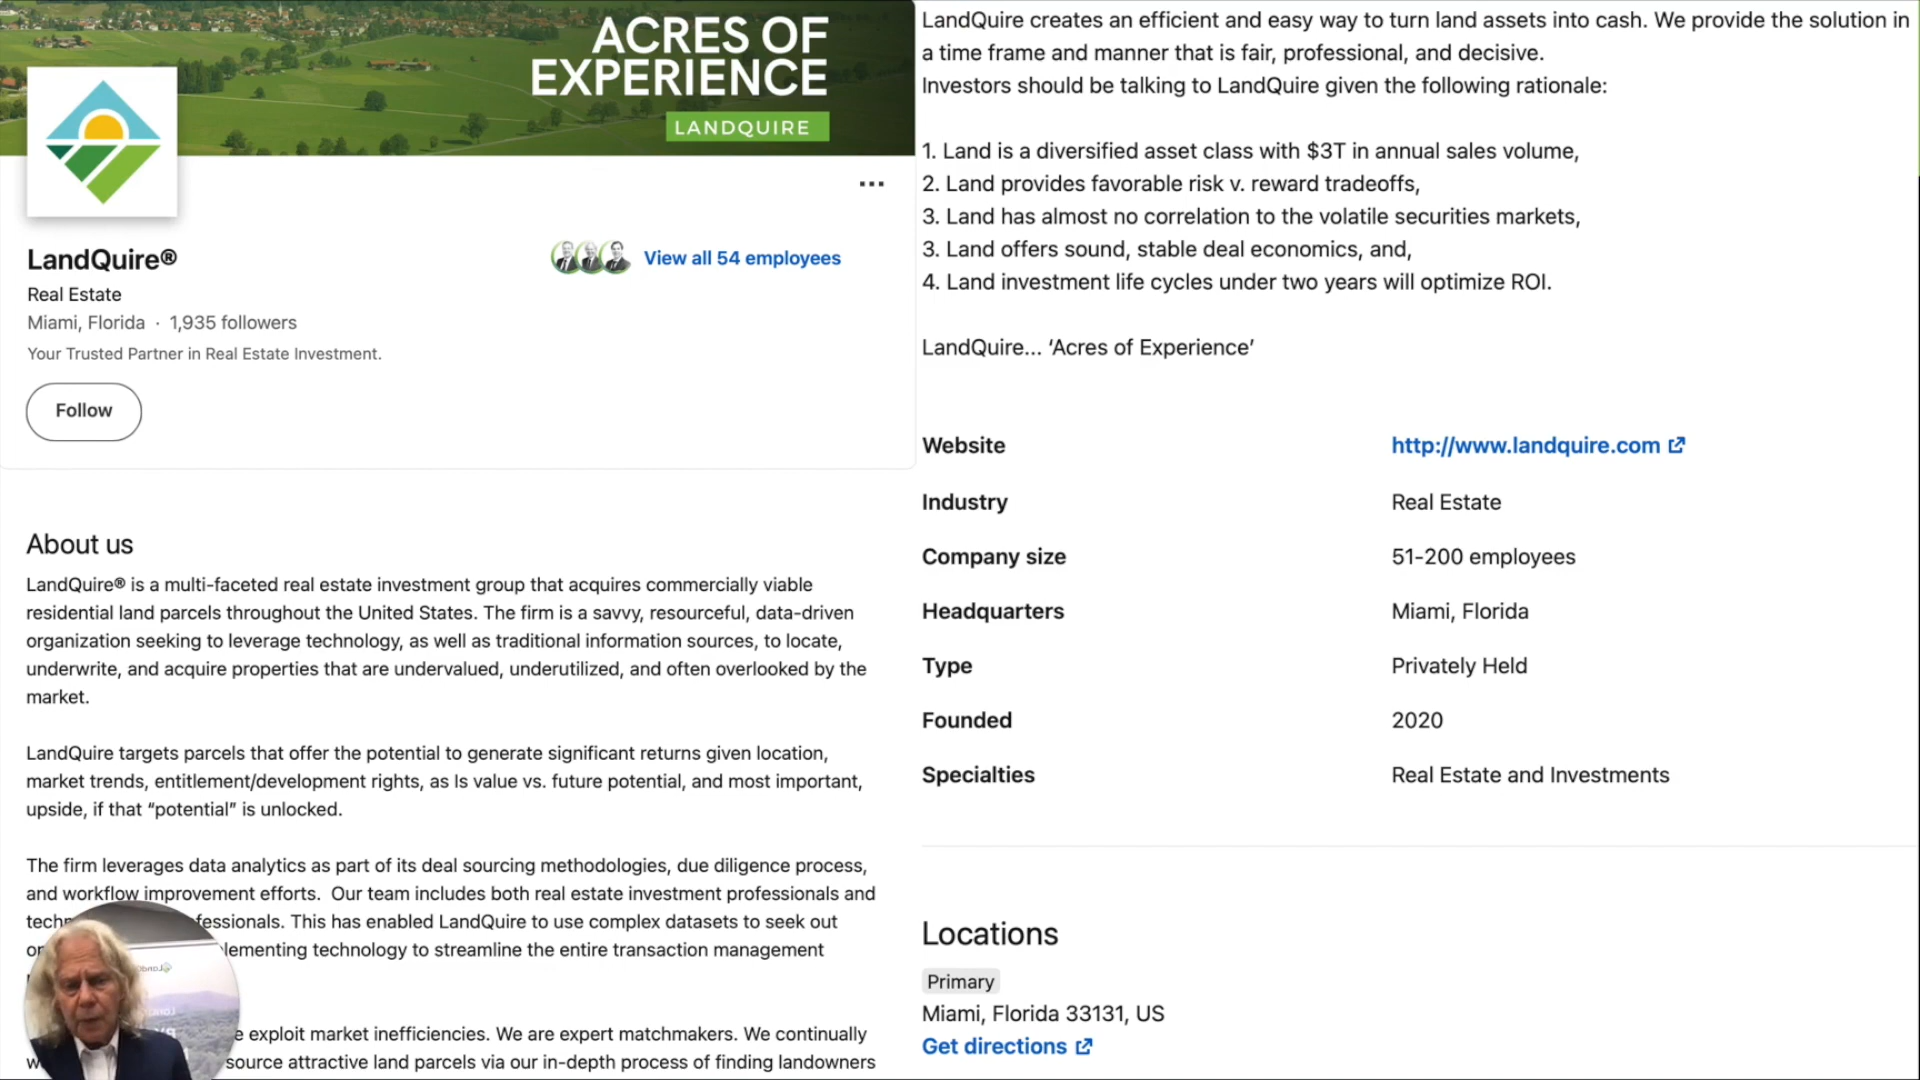 ACRES OF
EXPERIENCE
LANDQUIRE
LandQuire®
View all 54 employees
Real Estate
Miami, Florida · 1,935 followers
Your Trusted Partner in Real Estate Investment.
Follow
About us
LandQuire® is a multi-faceted real estate investment group that acquires commercially viable
residential land parcels throughout the United States. The firm is a savvy, resourceful, data-driven
organization seeking to leverage technology, as well as traditional information sources, to locate,
underwrite, and acquire properties that are undervalued, underutilized, and often overlooked by the
market.
LandQuire targets parcels that offer the potential to generate significant returns given location,
market trends, entitlement/development rights, as Is value vs. future potential, and most important,
upside, if that “potential” is unlocked.
The firm leverages data analytics as part of its deal sourcing methodologies, due diligence process,
and workflow improvement efforts. Our team includes both real estate investment professionals and
fessionals. This has enabled LandQuire to use complex datasets to seek out
lementing technology to streamline the entire transaction management
e exploit market inefficiencies. We are expert matchmakers. We continually
source attractive land parcels via our in-depth process of finding landowners
LandQuire creates an efficient and easy way to turn land assets into cash. We provide the solution in
a time frame and manner that is fair, professional, and decisive.
Investors should be talking to LandQuire given the following rationale:
1. Land is a diversified asset class with $3T in annual sales volume,
2. Land provides favorable risk v. reward tradeoffs,
3. Land has almost no correlation to the volatile securities markets,
3. Land offers sound, stable deal economics, and,
4. Land investment life cycles under two years will optimize ROI.
LandQuire... ‘Acres of Experience’
Website http://www.landquire.com
Industry Real Estate
Company size 51-200 employees
Headquarters Miami, Florida
Type Privately Held
Founded 2020
Specialties Real Estate and Investments
Locations
Primary
Miami, Florida 33131, US
Get directions